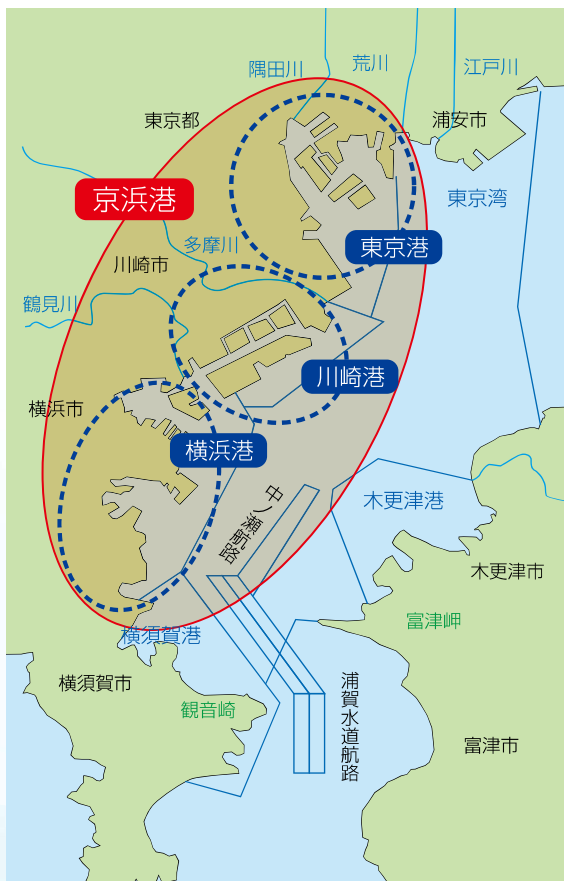 隅田川
荒川
江戸川
東京都
浦安市
京浜港
東京湾
東京港
多摩川
川崎市
鶴見川
川崎港
横浜市
横浜港
中ノ瀬航路
木更津港
木更津市
富津岬
横須賀港
横須賀市
観音崎
浦賀水道航路
富津市